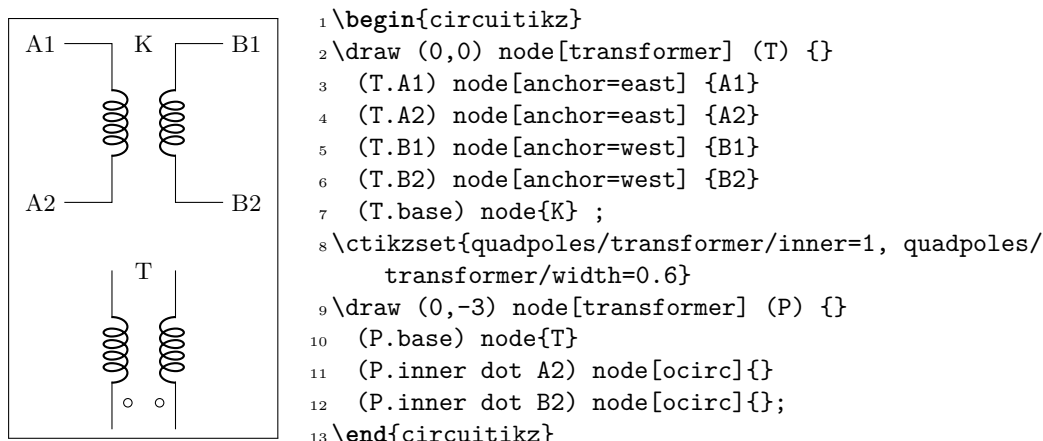 A1 K B1
A2 B2
T
1 \begin{circuitikz}
2 \draw (0,0) node[transformer] (T) {}
3 (T.A1) node[anchor=east] {A1}
4 (T.A2) node[anchor=east] {A2}
5 (T.B1) node[anchor=west] {B1}
6 (T.B2) node[anchor=west] {B2}
7 (T.base) node{K} ;
8 \ctikzset{quadpoles/transformer/inner=1, quadpoles/
transformer/width=0.6}
9 \draw (0,-3) node[transformer] (P) {}
10 (P.base) node{T}
11 (P.inner dot A2) node[ocirc]{}
12 (P.inner dot B2) node[ocirc]{};
13 \end{circuitikz}